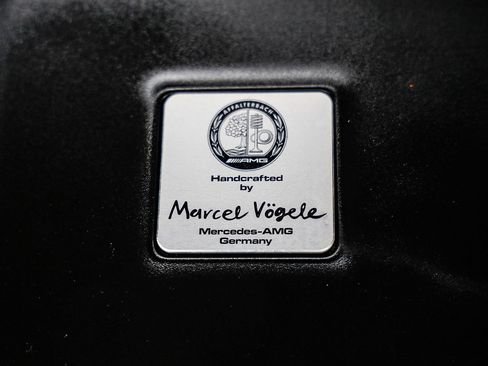 AFFALTERBACH
AMG
Handcrafted
by
Marcel Vögele
Mercedes-AMG
Germany